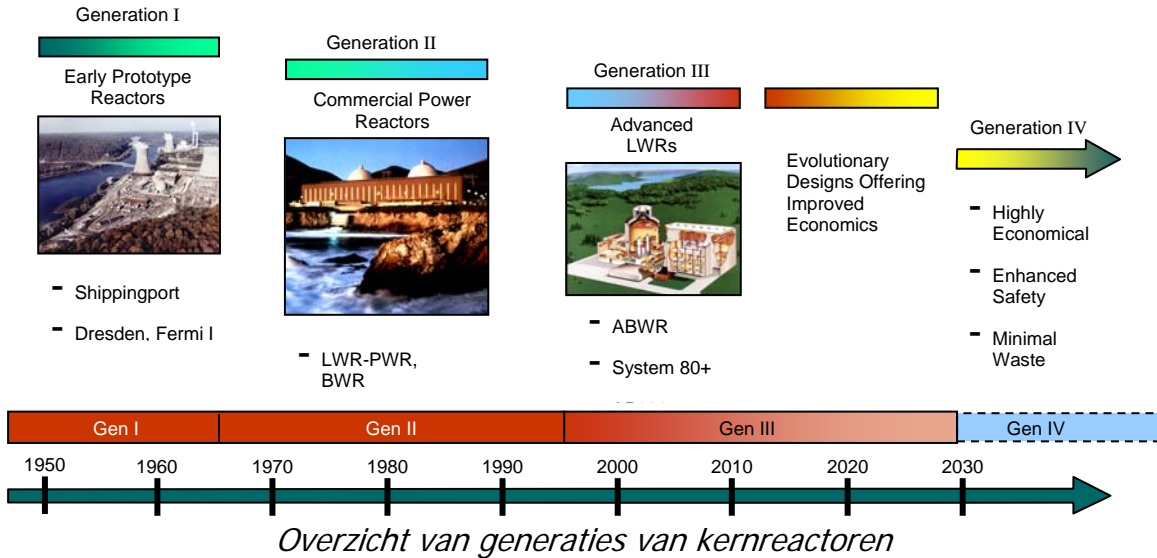 Generation I
Early Prototype
Reactors
- Shippingport
- Dresden, Fermi I
Generation II
Commercial Power
Reactors
- LWR-PWR,
BWR
Generation III
Advanced
LWRs
- ABWR
- System 80+
Evolutionary
Designs Offering
Improved
Economics
Generation IV
- Highly
Economical
- Enhanced
Safety
- Minimal
Waste
Gen I
Gen II
Gen III
Gen IV
1950
1960
1970
1980
1990
2000
2010
2020
2030
Overzicht van generaties van kernreactoren